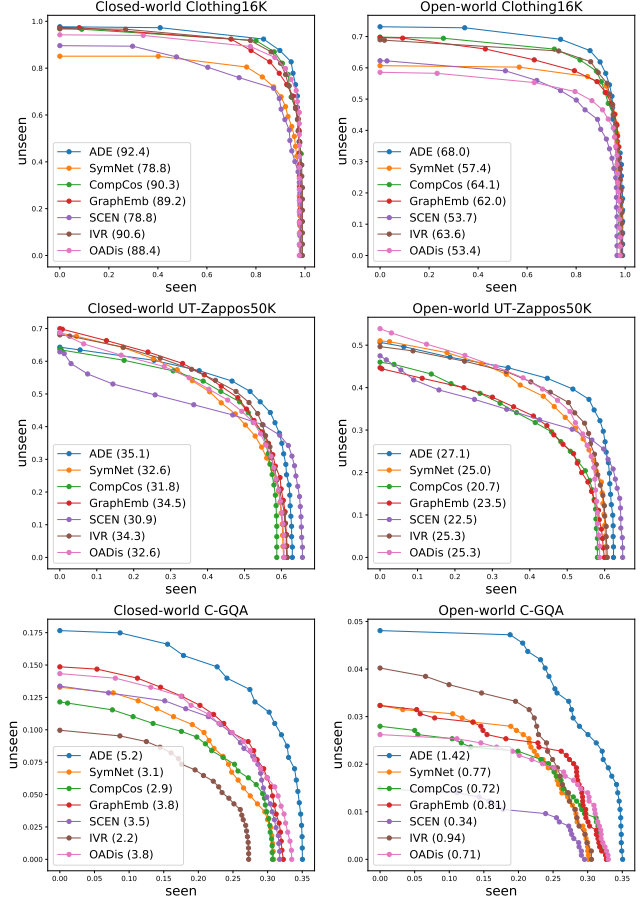 Closed-world Clothing16K
unseen
1.0
0.8
0.6
0.4
0.2
0.0
ADE (92.4)
SymNet (78.8)
CompCos (90.3)
GraphEmb (89.2)
SCEN (78.8)
IVR (90.6)
OADis (88.4)
0.0 0.2 0.4 0.6 0.8 1.0
seen
Open-world Clothing16K
unseen
0.7
0.6
0.5
0.4
0.3
0.2
0.1
0.0
ADE (68.0)
SymNet (57.4)
CompCos (64.1)
GraphEmb (62.0)
SCEN (53.7)
IVR (63.6)
OADis (53.4)
0.0 0.2 0.4 0.6 0.8 1.0
seen
Closed-world UT-Zappos50K
unseen
0.7
0.6
0.5
0.4
0.3
0.2
0.1
0.0
ADE (35.1)
SymNet (32.6)
CompCos (31.8)
GraphEmb (34.5)
SCEN (30.9)
IVR (34.3)
OADis (32.6)
0.0 0.1 0.2 0.3 0.4 0.5 0.6
seen
Open-world UT-Zappos50K
unseen
0.5
0.4
0.3
0.2
0.1
0.0
ADE (27.1)
SymNet (25.0)
CompCos (20.7)
GraphEmb (23.5)
SCEN (22.5)
IVR (25.3)
OADis (25.3)
0.0 0.1 0.2 0.3 0.4 0.5 0.6
seen
Closed-world C-GQA
unseen
0.175
0.150
0.125
0.100
0.075
0.050
0.025
0.000
ADE (5.2)
SymNet (3.1)
CompCos (2.9)
GraphEmb (3.8)
SCEN (3.5)
IVR (2.2)
OADis (3.8)
0.00 0.05 0.10 0.15 0.20 0.25 0.30 0.35
seen
Open-world C-GQA
unseen
0.05
0.04
0.03
0.02
0.01
0.00
ADE (1.42)
SymNet (0.77)
CompCos (0.72)
GraphEmb (0.81)
SCEN (0.34)
IVR (0.94)
OADis (0.71)
0.00 0.05 0.10 0.15 0.20 0.25 0.30 0.35
seen